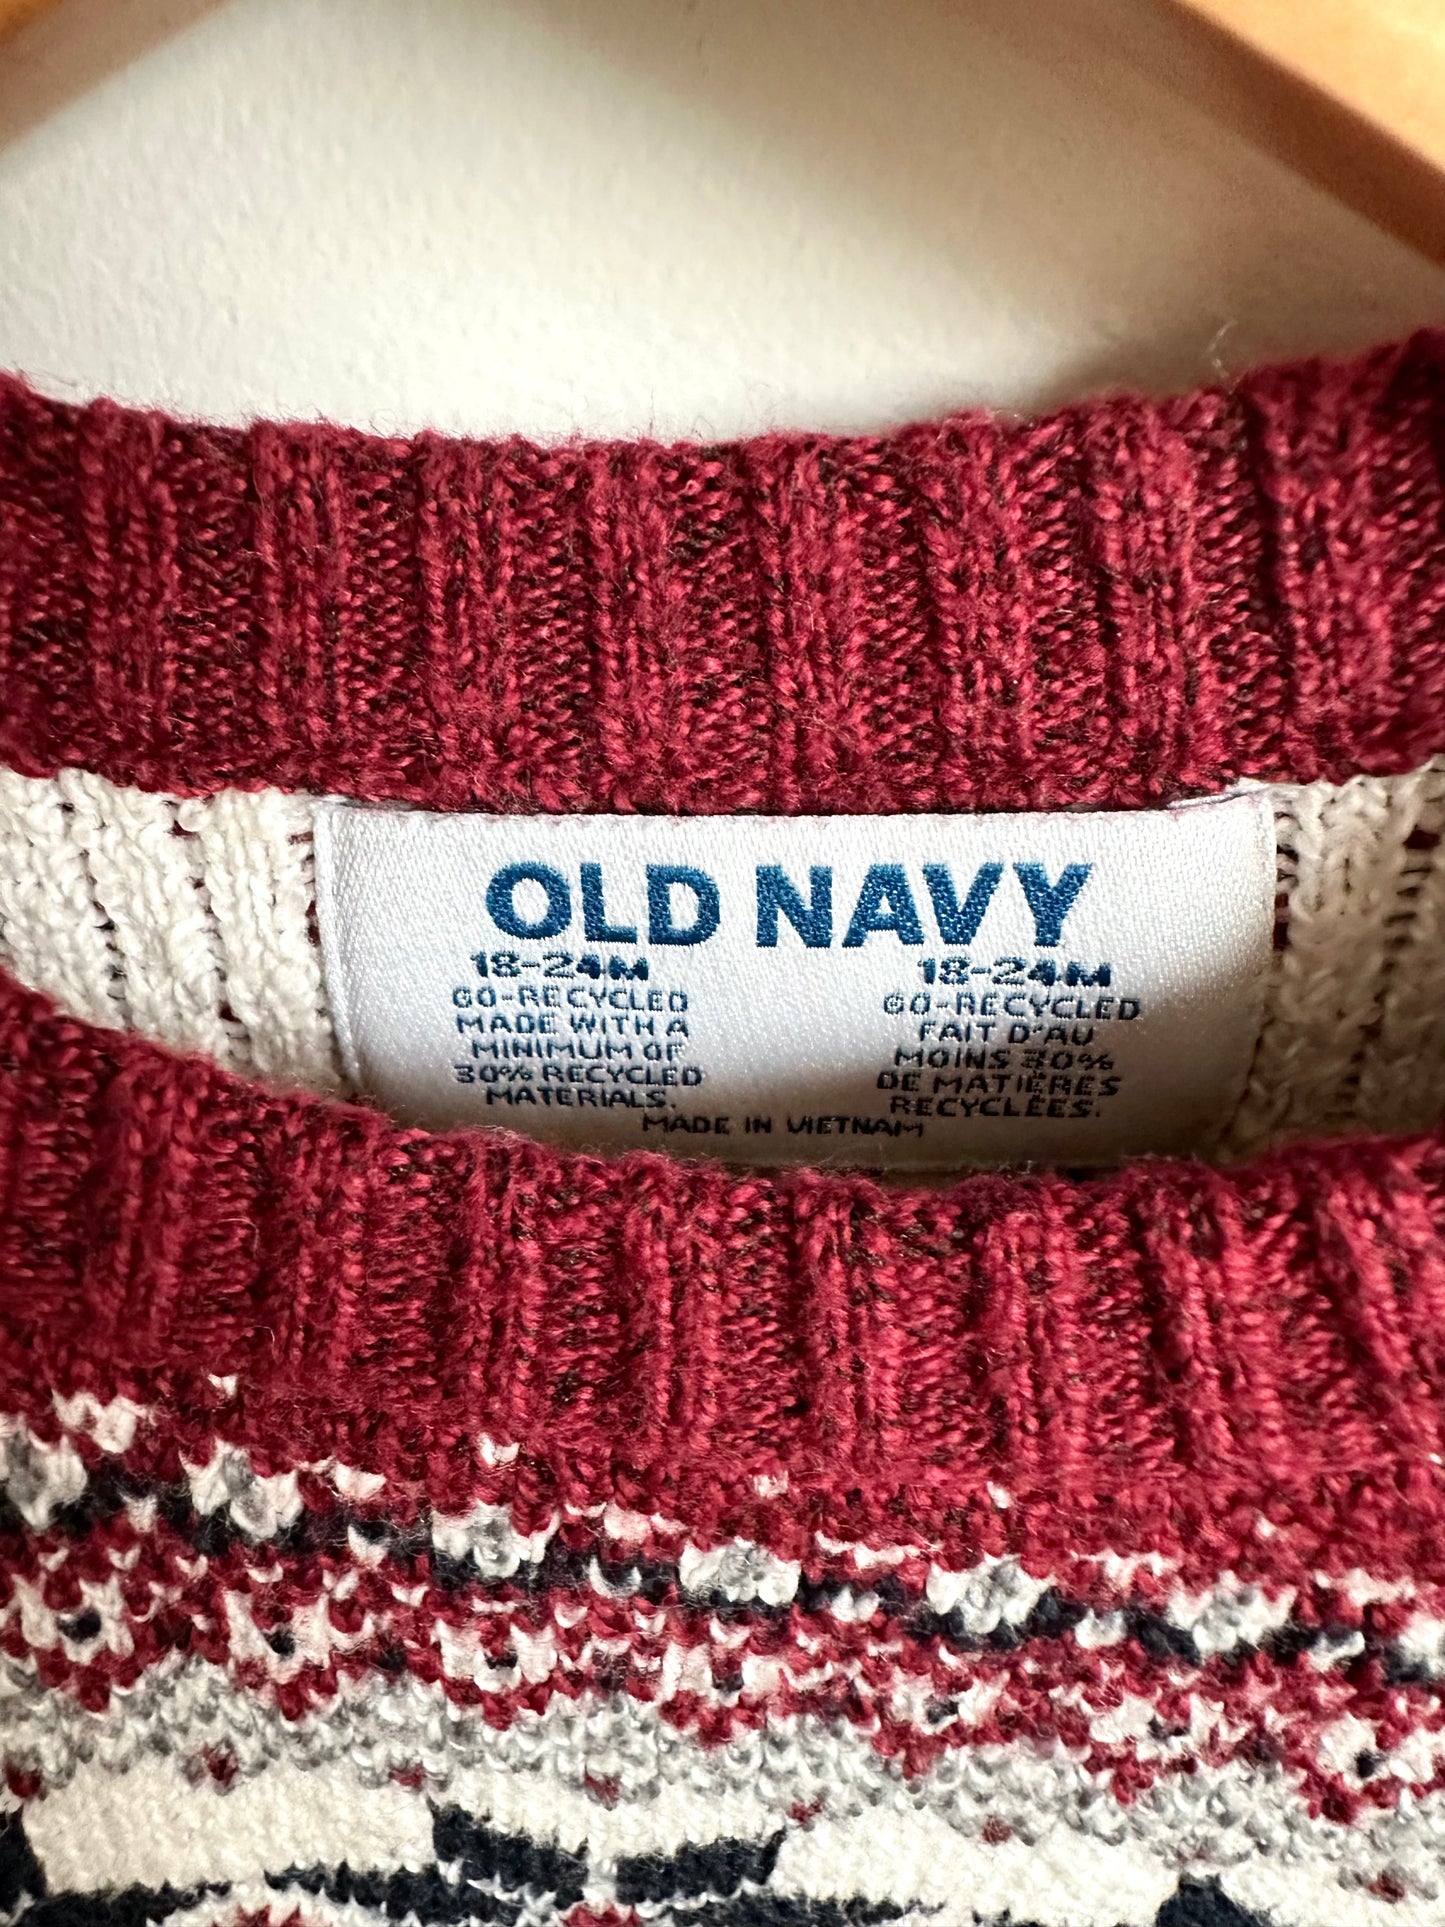 OLD NAVY
18-24M
GO-RECYCLED
MADE WITH A
MINIMUM OF
30% RECYCLED
MATERIALS.
18-24M
GO-RECYCLED
FAIT D'AU
MOINS 30%
DE MATIÈRES
RECYCLÉES.
MADE IN VIETNAM